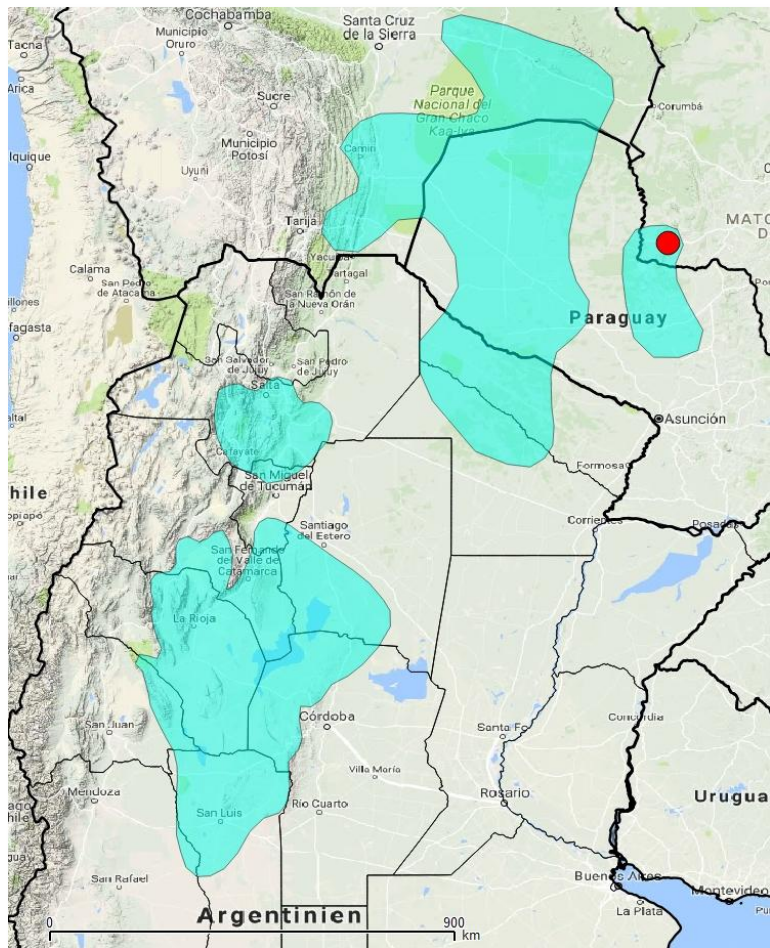 Cochabamba
Santa Cruz
de la Sierra
Tacna
Municipio
Oruro
Arica
Parque
Nacional del
Gran Chaco
Kaa-Iya
Sucre
Corumbá
Municipio
Potosí
Iquique
Camiri
Uyuni
Tarija
MATO
D
Yacuiba
Calama
San Pedro
de Atacama
Tartagal
San Ramón de
la Nueva Orán
Paraguay
San Salvador
de Jujuy
San Pedro
de Jujuy
Salta
Asunción
Cafayate
Formosa
hile
San Miguel
de Tucumán
Santiago
del Estero
Corrientes
Posadas
San Fernando
del Valle de
Catamarca
La Rioja
San Juan
Córdoba
Santa Fe
Concordia
Villa María
Mendoza
Río Cuarto
Rosario
San Luis
Urugua
San Rafael
Buenos Aires
La Plata
Montevideo
Argentinien
0
900
km